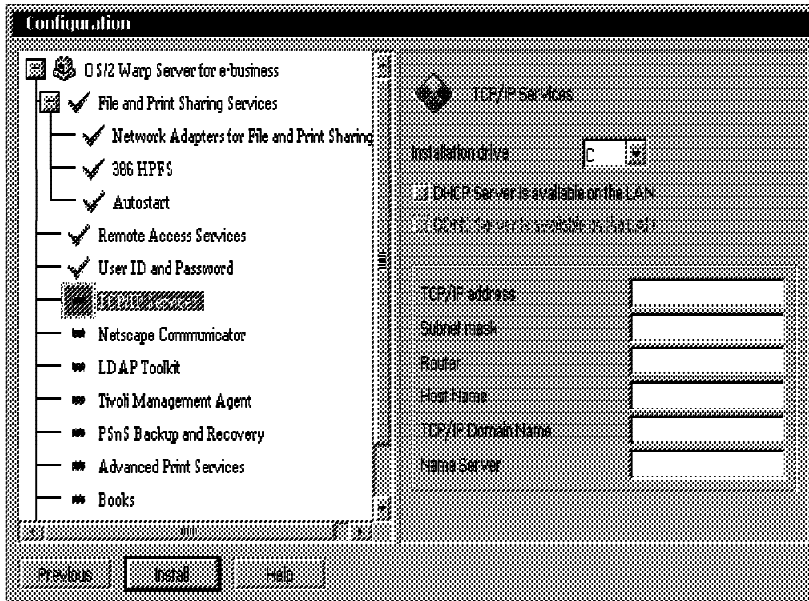 Configuration
OS/2 Warp Server for e-business
File and Print Sharing Services
Network Adapters for File and Print Sharing
386 HPFS
Autostart
Remote Access Services
User ID and Password
TCP/IP Services
Netscape Communicator
LDAP Toolkit
Tivoli Management Agent
PSnS Backup and Recovery
Advanced Print Services
Books
TCP/IP Services
Installation drive
C
DHCP Server is available on the LAN
TCP/IP address
Subnet mask
Router
Host Name
TCP/IP Domain Name
Name Server
Previous
Install
Help